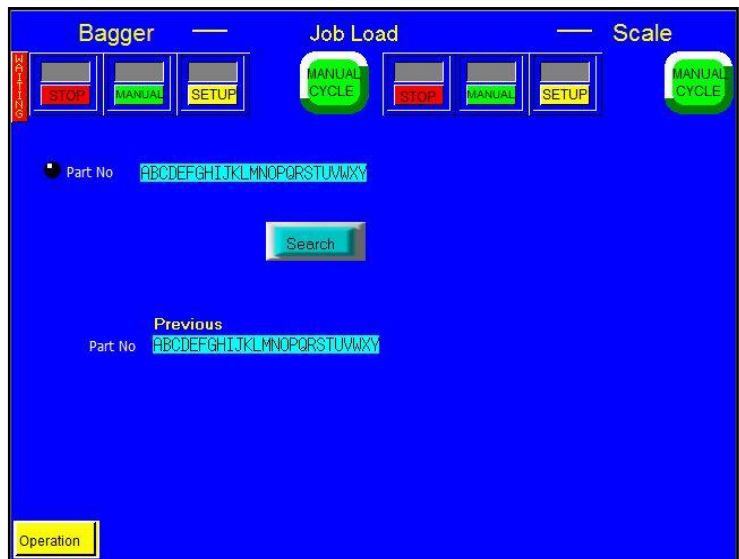 Bagger — Job Load — Scale
WAITING
STOP MANUAL SETUP MANUAL CYCLE STOP MANUAL SETUP MANUAL CYCLE
Part No ABCDEFGHIJKLMNOPQRSTUVWXY
Search
Previous
Part No ABCDEFGHIJKLMNOPQRSTUVWXY
Operation